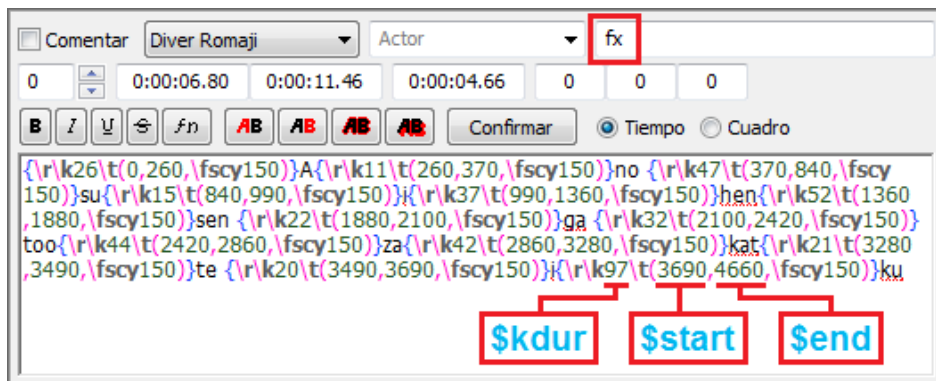 Comentar Diver Romaji Actor fx
0 0:00:06.80 0:00:11.46 0:00:04.66 0 0 0
B I U S fn AB AB AB AB Confirmar Tiempo Cuadro
{\r\k26\t(0,260,\fscy150)}A{\r\k11\t(260,370,\fscy150)}no {\r\k47\t(370,840,\fscy
150)}su{\r\k15\t(840,990,\fscy150)}i{\r\k37\t(990,1360,\fscy150)}hen{\r\k52\t(1360
,1880,\fscy150)}sen {\r\k22\t(1880,2100,\fscy150)}ga {\r\k32\t(2100,2420,\fscy150)}
too{\r\k44\t(2420,2860,\fscy150)}za{\r\k42\t(2860,3280,\fscy150)}kat{\r\k21\t(3280
,3490,\fscy150)}te {\r\k20\t(3490,3690,\fscy150)}i{\r\k97\t(3690,4660,\fscy150)}ku
$kdur $start $end